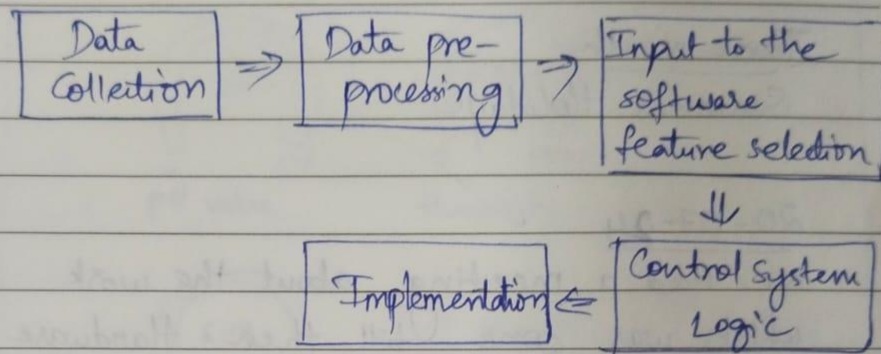 Data
Collection
Data pre-
processing
Input to the
software
feature selection
Control System
Logic
Implementation